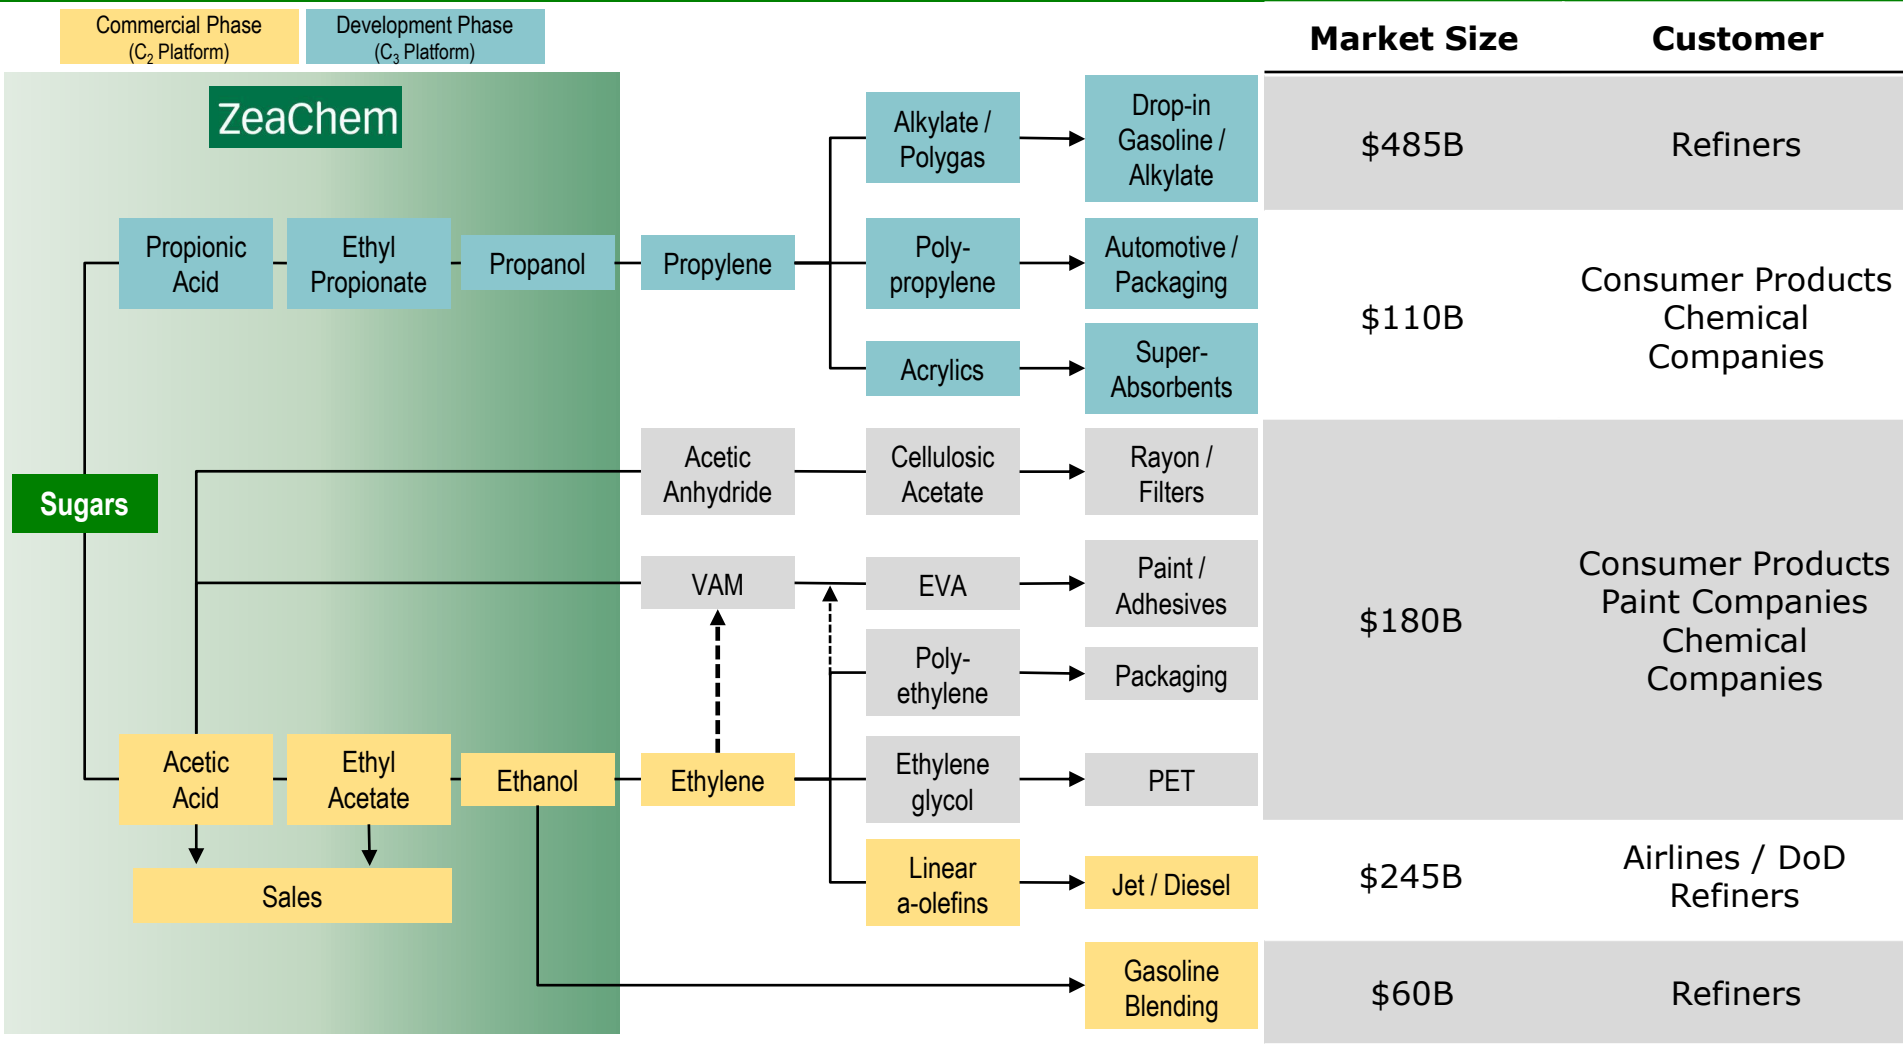 Commercial Phase
(C2 Platform)
Development Phase
(C3 Platform)
Market Size
Customer
ZeaChem
Alkylate /
Polygas
Drop-in
Gasoline /
Alkylate
$485B
Refiners
Propionic
Acid
Ethyl
Propionate
Propanol
Propylene
Poly-
propylene
Automotive /
Packaging
$110B
Consumer Products
Chemical
Companies
Acrylics
Super-
Absorbents
Sugars
Acetic
Anhydride
Cellulosic
Acetate
Rayon /
Filters
VAM
EVA
Paint /
Adhesives
$180B
Consumer Products
Paint Companies
Chemical
Companies
Poly-
ethylene
Packaging
Acetic
Acid
Ethyl
Acetate
Ethanol
Ethylene
Ethylene
glycol
PET
Sales
Linear
a-olefins
Jet / Diesel
$245B
Airlines / DoD
Refiners
Gasoline
Blending
$60B
Refiners